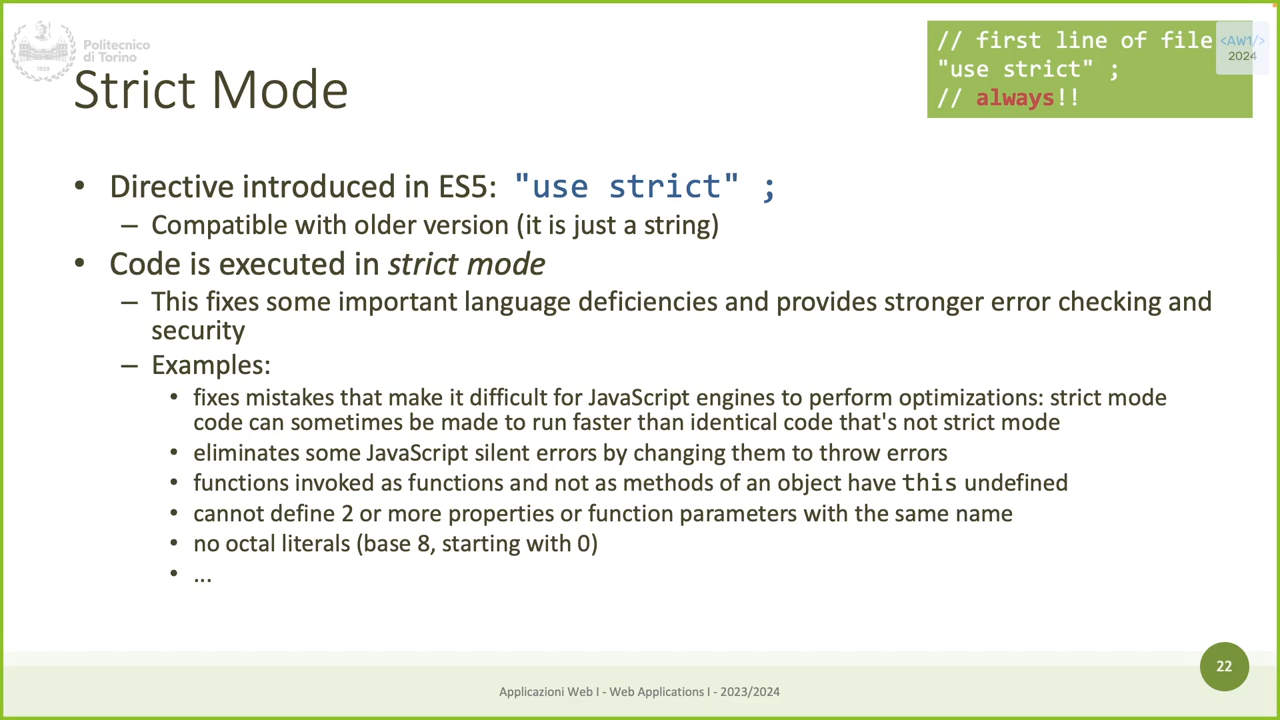 Politecnico
di Torino
1859
Strict Mode
// first line of file
"use strict" ;
// always!!
<AW1/>
2024
• Directive introduced in ES5: "use strict" ;
– Compatible with older version (it is just a string)
• Code is executed in strict mode
– This fixes some important language deficiencies and provides stronger error checking and
security
– Examples:
• fixes mistakes that make it difficult for JavaScript engines to perform optimizations: strict mode
code can sometimes be made to run faster than identical code that's not strict mode
• eliminates some JavaScript silent errors by changing them to throw errors
• functions invoked as functions and not as methods of an object have this undefined
• cannot define 2 or more properties or function parameters with the same name
• no octal literals (base 8, starting with 0)
• ...
22
Applicazioni Web I - Web Applications I - 2023/2024